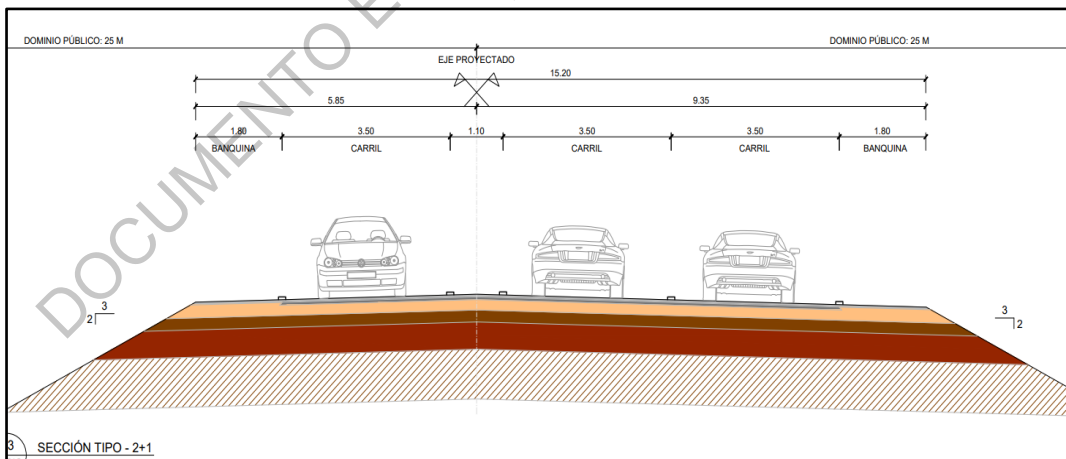 DOCUMENTO E
DOMINIO PÚBLICO: 25 M
DOMINIO PÚBLICO: 25 M
EJE PROYECTADO
15.20
5.85
9.35
1.80
3.50
1.10
3.50
3.50
1.80
BANQUINA
CARRIL
CARRIL
CARRIL
BANQUINA
3
2
3
2
3
SECCIÓN TIPO - 2+1